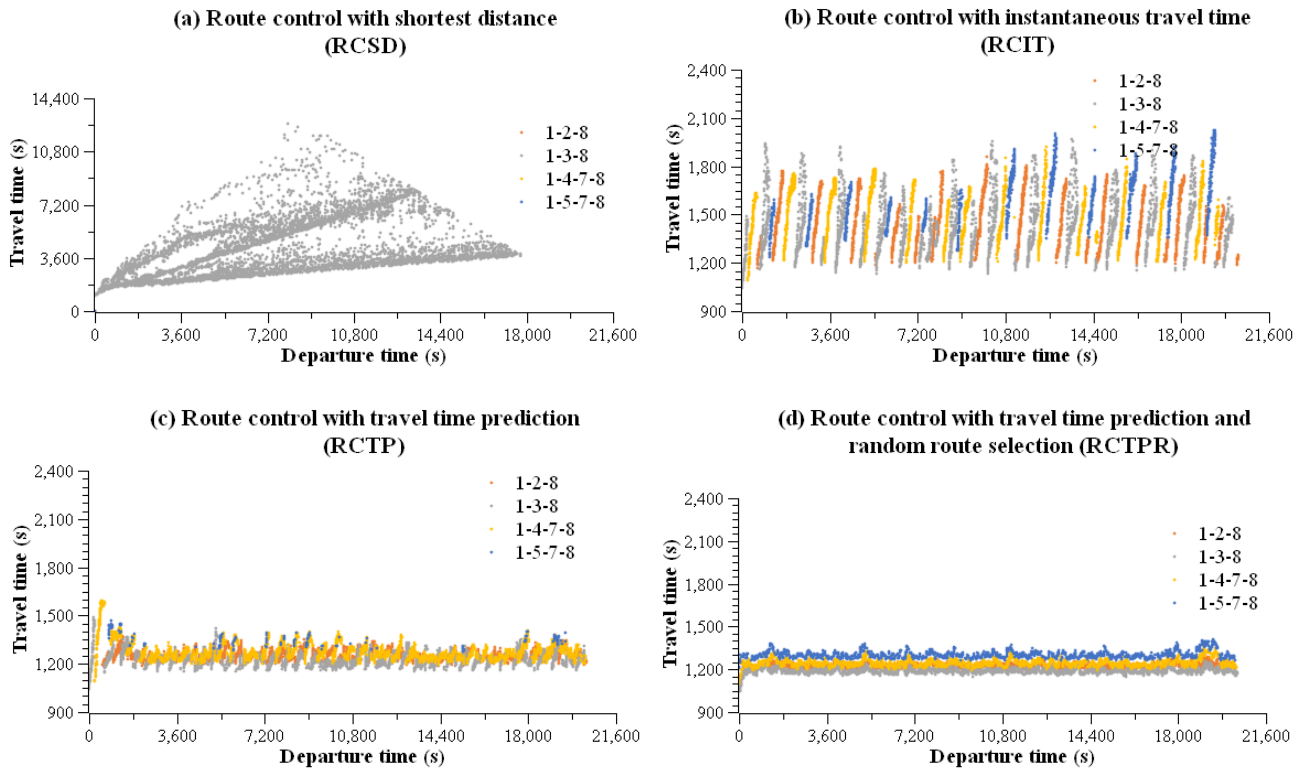 (a) Route control with shortest distance
(RCSD)
Travel time (s)
14,400
10,800
7,200
3,600
0
1-2-8
1-3-8
1-4-7-8
1-5-7-8
0 3,600 7,200 10,800 14,400 18,000 21,600
Departure time (s)
(b) Route control with instantaneous travel time
(RCIT)
Travel time (s)
2,400
2,100
1,800
1,500
1,200
900
1-2-8
1-3-8
1-4-7-8
1-5-7-8
0 3,600 7,200 10,800 14,400 18,000 21,600
Departure time (s)
(c) Route control with travel time prediction
(RCTP)
Travel time (s)
2,400
2,100
1,800
1,500
1,200
900
1-2-8
1-3-8
1-4-7-8
1-5-7-8
0 3,600 7,200 10,800 14,400 18,000 21,600
Departure time (s)
(d) Route control with travel time prediction and
random route selection (RCTPR)
Travel time (s)
2,400
2,100
1,800
1,500
1,200
900
1-2-8
1-3-8
1-4-7-8
1-5-7-8
0 3,600 7,200 10,800 14,400 18,000 21,600
Departure time (s)